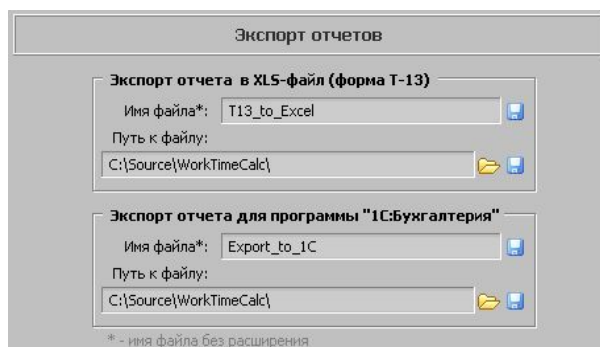 Экспорт отчетов
Экспорт отчета в XLS-файл (форма Т-13)
Имя файла*: T13_to_Excel
Путь к файлу:
C:\Source\WorkTimeCalc\
Экспорт отчета для программы "1С:Бухгалтерия"
Имя файла*: Export_to_1C
Путь к файлу:
C:\Source\WorkTimeCalc\
* - имя файла без расширения